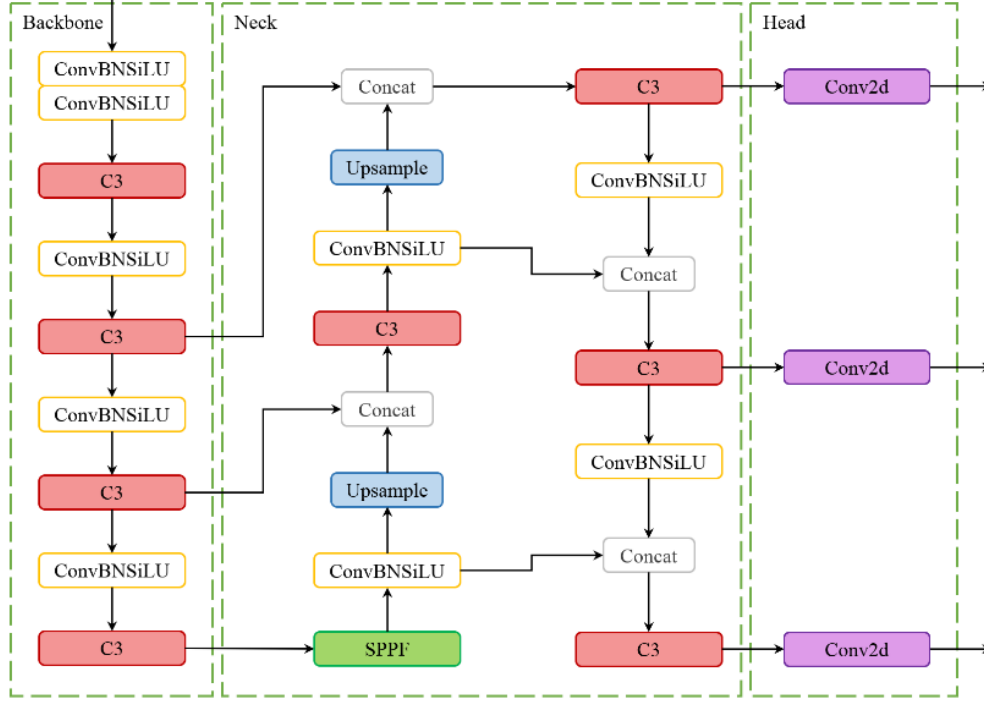 Backbone
ConvBNSiLU
ConvBNSiLU
C3
ConvBNSiLU
C3
ConvBNSiLU
C3
ConvBNSiLU
C3
Neck
Concat
Upsample
ConvBNSiLU
C3
Concat
Upsample
ConvBNSiLU
SPPF
C3
ConvBNSiLU
Concat
C3
ConvBNSiLU
Concat
C3
Head
Conv2d
Conv2d
Conv2d